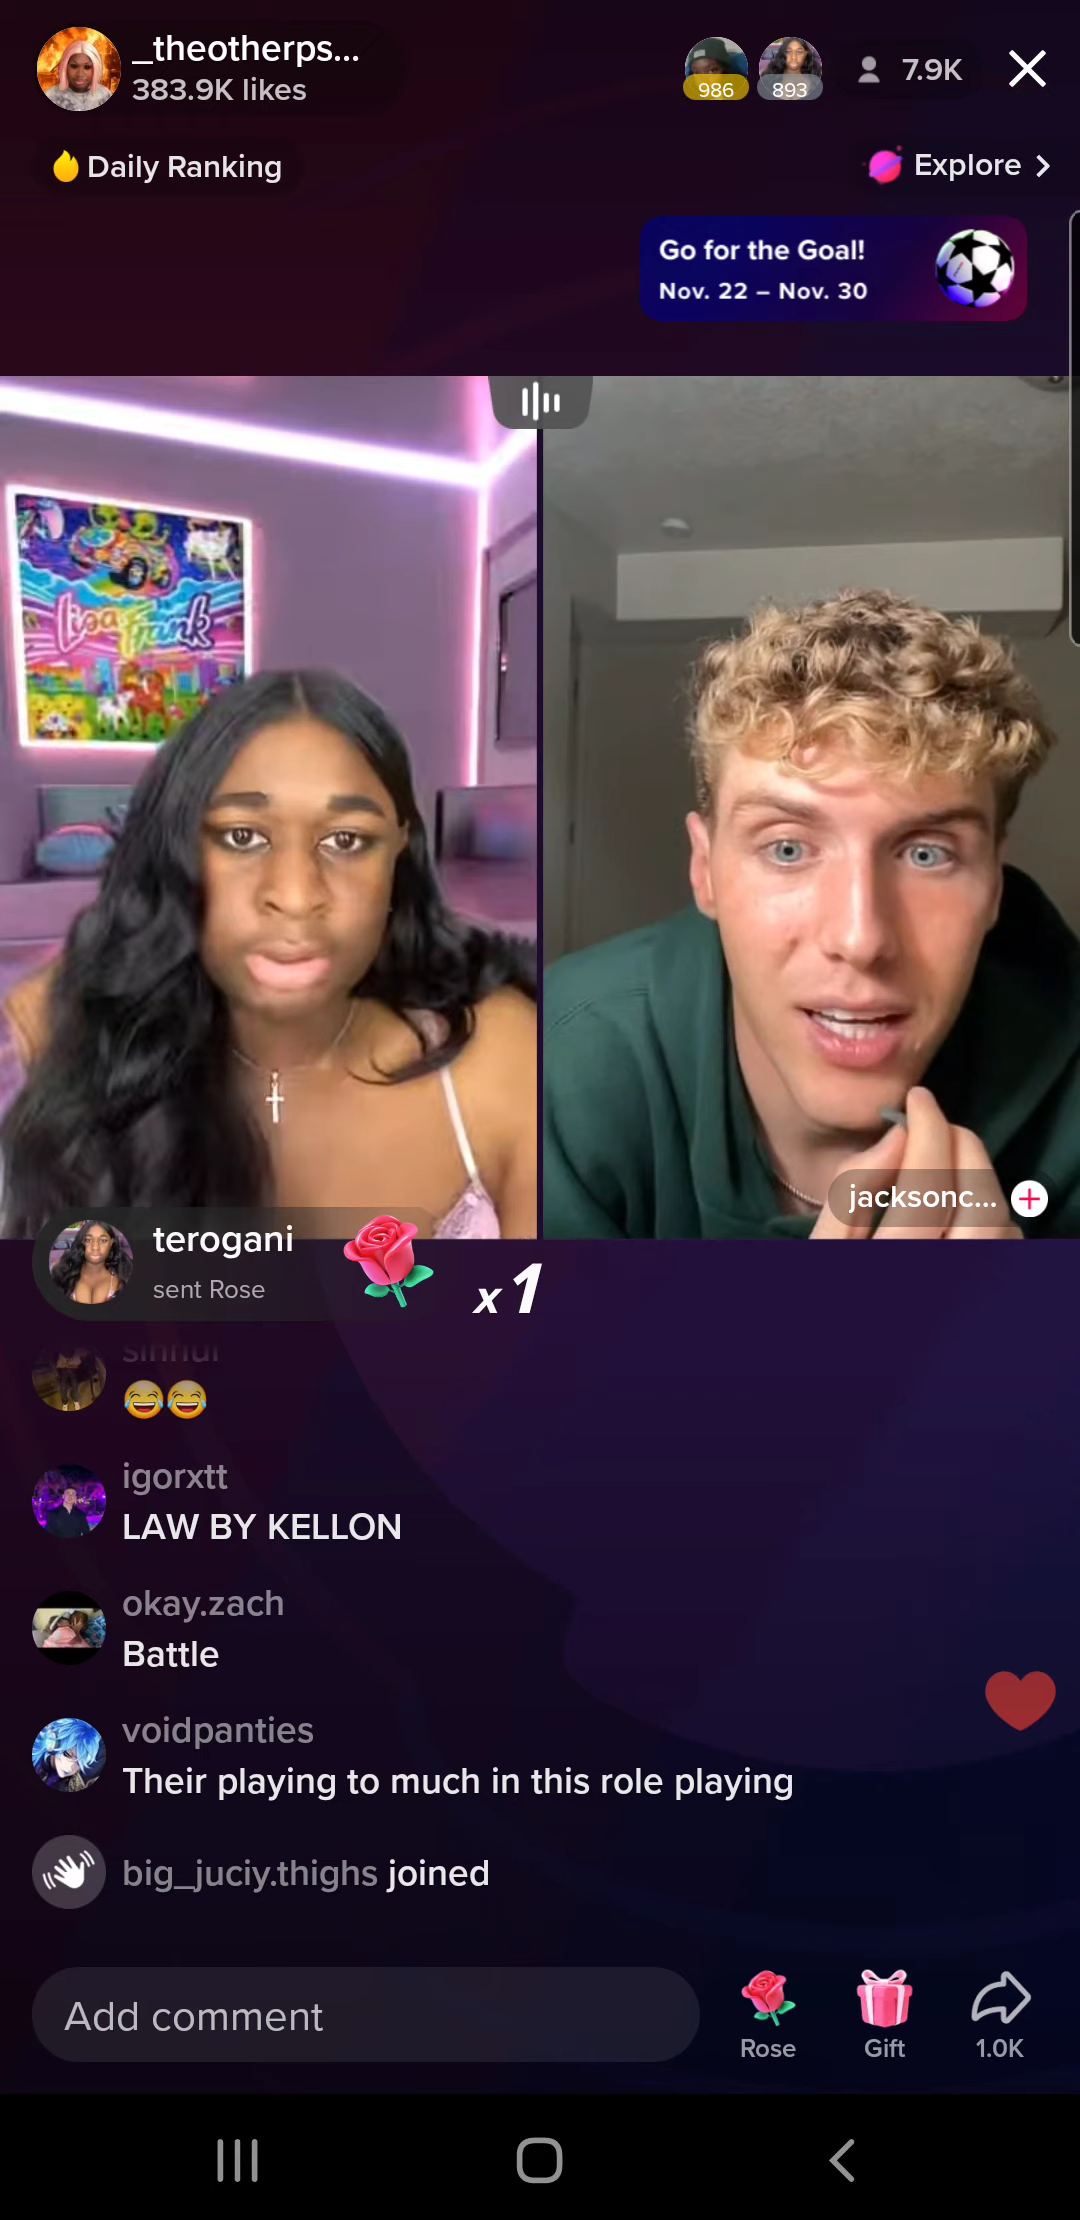 _theotherps...
383.9K likes
986
893
7.9K
Daily Ranking
Explore
Go for the Goal!
Nov. 22 – Nov. 30
Lisa Frank
jacksonc...
terogani
sent Rose
x1
😂😂
igorxtt
LAW BY KELLON
okay.zach
Battle
voidpanties
Their playing to much in this role playing
big_juciy.thighs joined
Add comment
Rose
Gift
1.0K